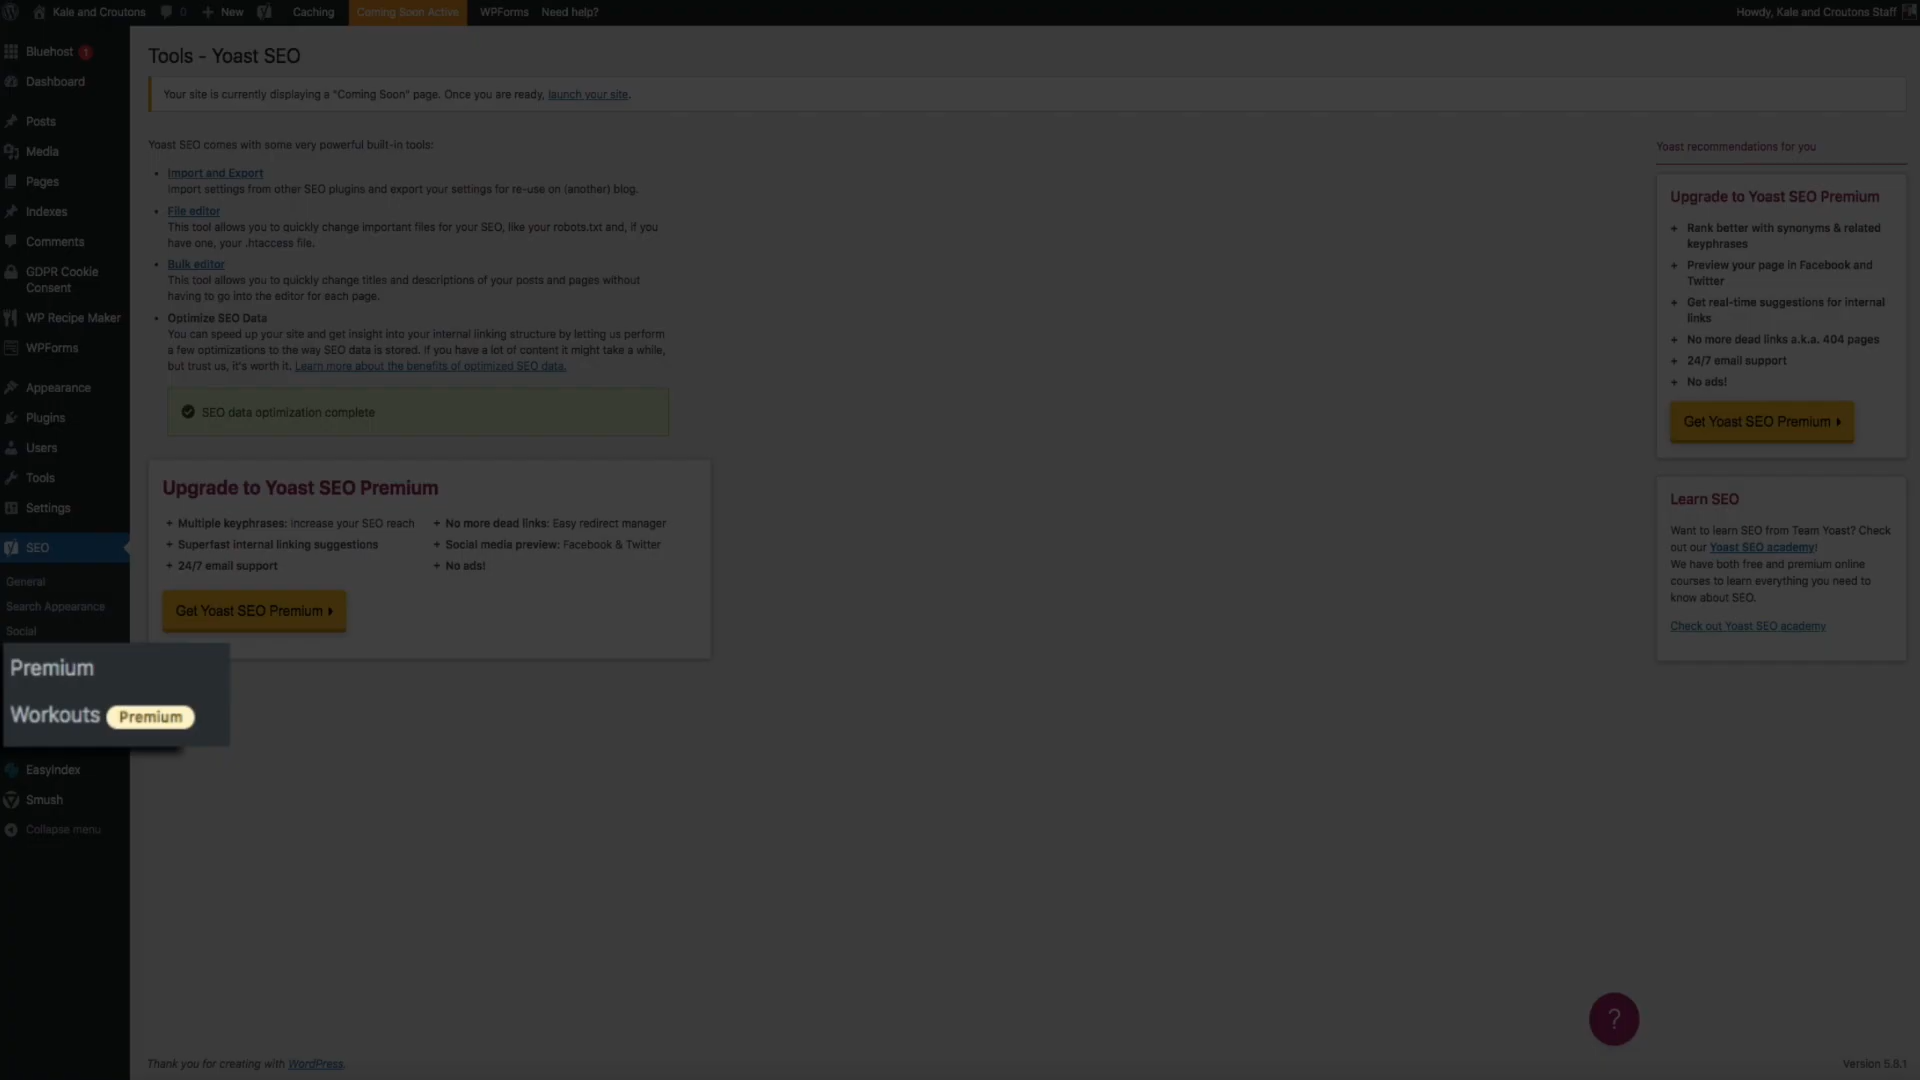 Kale and Croutons
0
New
Caching
Coming Soon Active
WPForms
Need help?
Howdy, Kale and Croutons Staff
Bluehost 1
Dashboard
Posts
Media
Pages
Indexes
Comments
GDPR Cookie
Consent
WP Recipe Maker
WPForms
Appearance
Plugins
Users
Tools
Settings
SEO
General
Search Appearance
Social
Premium
Workouts Premium
EasyIndex
Smush
Collapse menu
Tools - Yoast SEO
Your site is currently displaying a "Coming Soon" page. Once you are ready, launch your site.
Yoast SEO comes with some very powerful built-in tools:
• Import and Export
Import settings from other SEO plugins and export your settings for re-use on (another) blog.
• File editor
This tool allows you to quickly change important files for your SEO, like your robots.txt and, if you
have one, your .htaccess file.
• Bulk editor
This tool allows you to quickly change titles and descriptions of your posts and pages without
having to go into the editor for each page.
• Optimize SEO Data
You can speed up your site and get insight into your internal linking structure by letting us perform
a few optimizations to the way SEO data is stored. If you have a lot of content it might take a while,
but trust us, it's worth it. Learn more about the benefits of optimized SEO data.
SEO data optimization complete
Upgrade to Yoast SEO Premium
+ Multiple keyphrases: Increase your SEO reach
+ Superfast internal linking suggestions
+ 24/7 email support
+ No more dead links: Easy redirect manager
+ Social media preview: Facebook & Twitter
+ No ads!
Get Yoast SEO Premium
Yoast recommendations for you
Upgrade to Yoast SEO Premium
+ Rank better with synonyms & related
keyphrases
+ Preview your page in Facebook and
Twitter
+ Get real-time suggestions for internal
links
+ No more dead links a.k.a. 404 pages
+ 24/7 email support
+ No ads!
Get Yoast SEO Premium
Learn SEO
Want to learn SEO from Team Yoast? Check
out our Yoast SEO academy!
We have both free and premium online
courses to learn everything you need to
know about SEO.
Check out Yoast SEO academy
?
Thank you for creating with WordPress.
Version 5.8.1